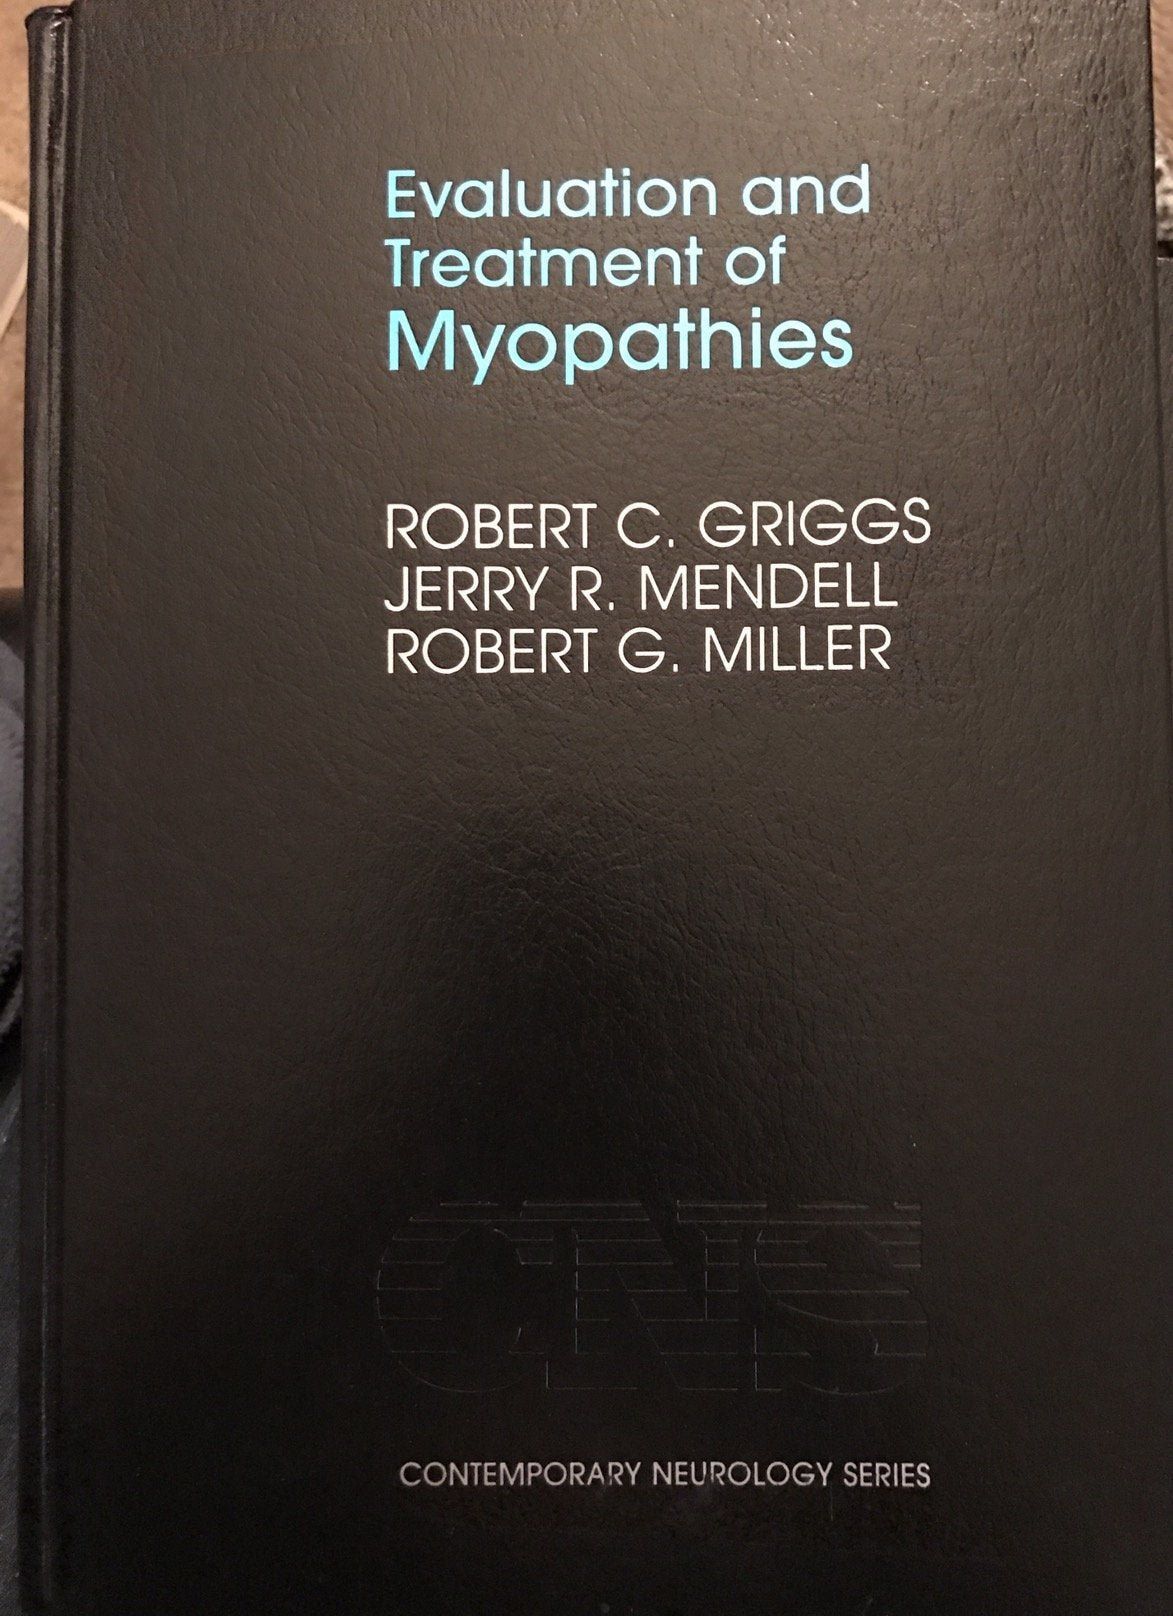 Evaluation and
Treatment of
Myopathies
ROBERT C. GRIGGS
JERRY R. MENDELL
ROBERT G. MILLER
CNS
CONTEMPORARY NEUROLOGY SERIES